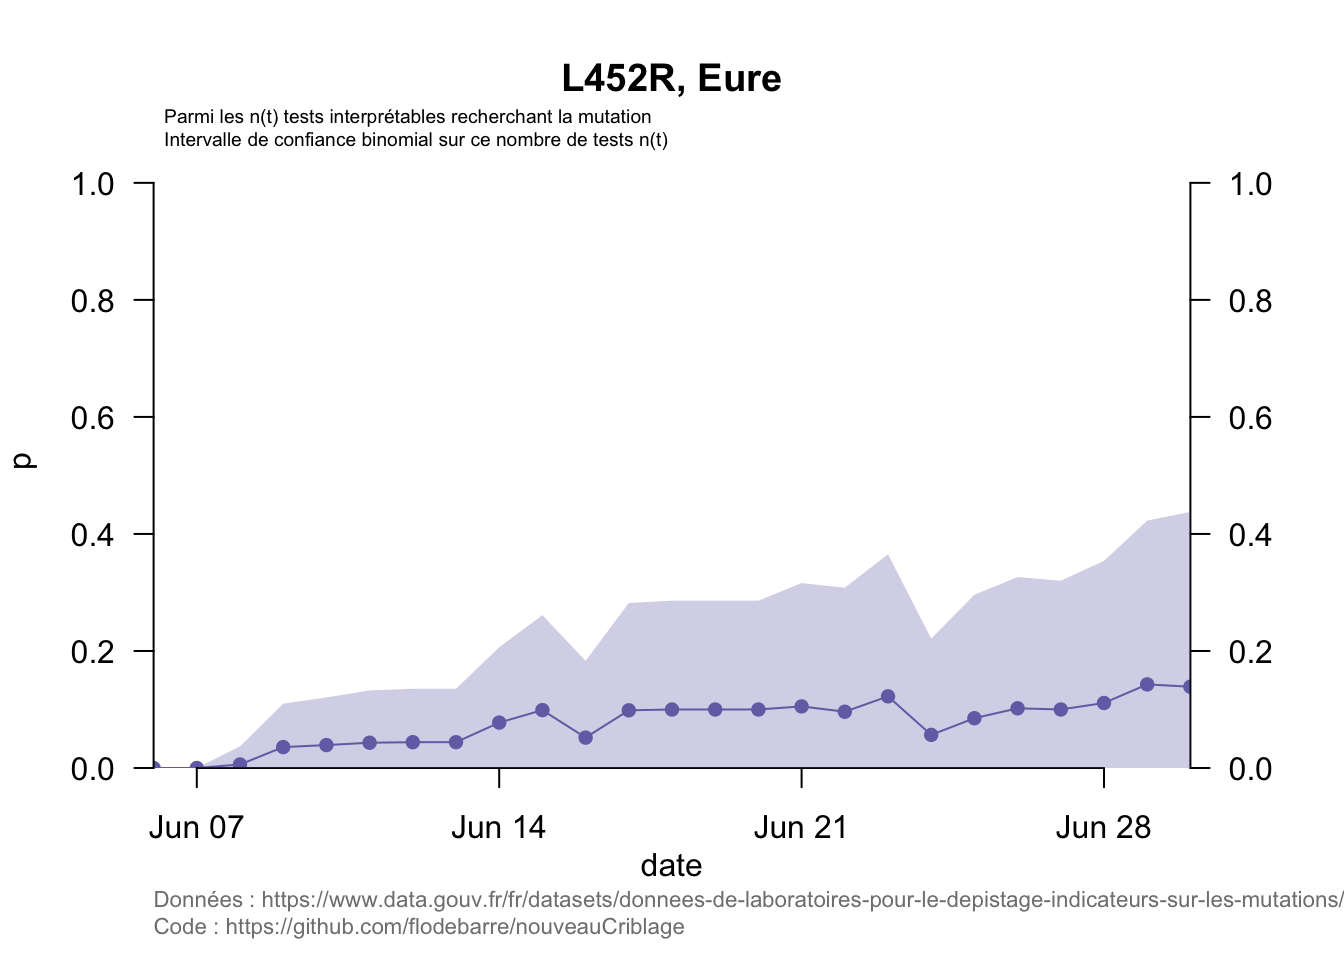 L452R, Eure
Parmi les n(t) tests interprétables recherchant la mutation
Intervalle de confiance binomial sur ce nombre de tests n(t)
1.0 1.0
0.8 0.8
0.6 0.6
p
0.4 0.4
0.2 0.2
0.0 0.0
Jun 07 Jun 14 Jun 21 Jun 28
date
Données : https://www.data.gouv.fr/fr/datasets/donnees-de-laboratoires-pour-le-depistage-indicateurs-sur-les-mutations/
Code : https://github.com/flodebarre/nouveauCriblage